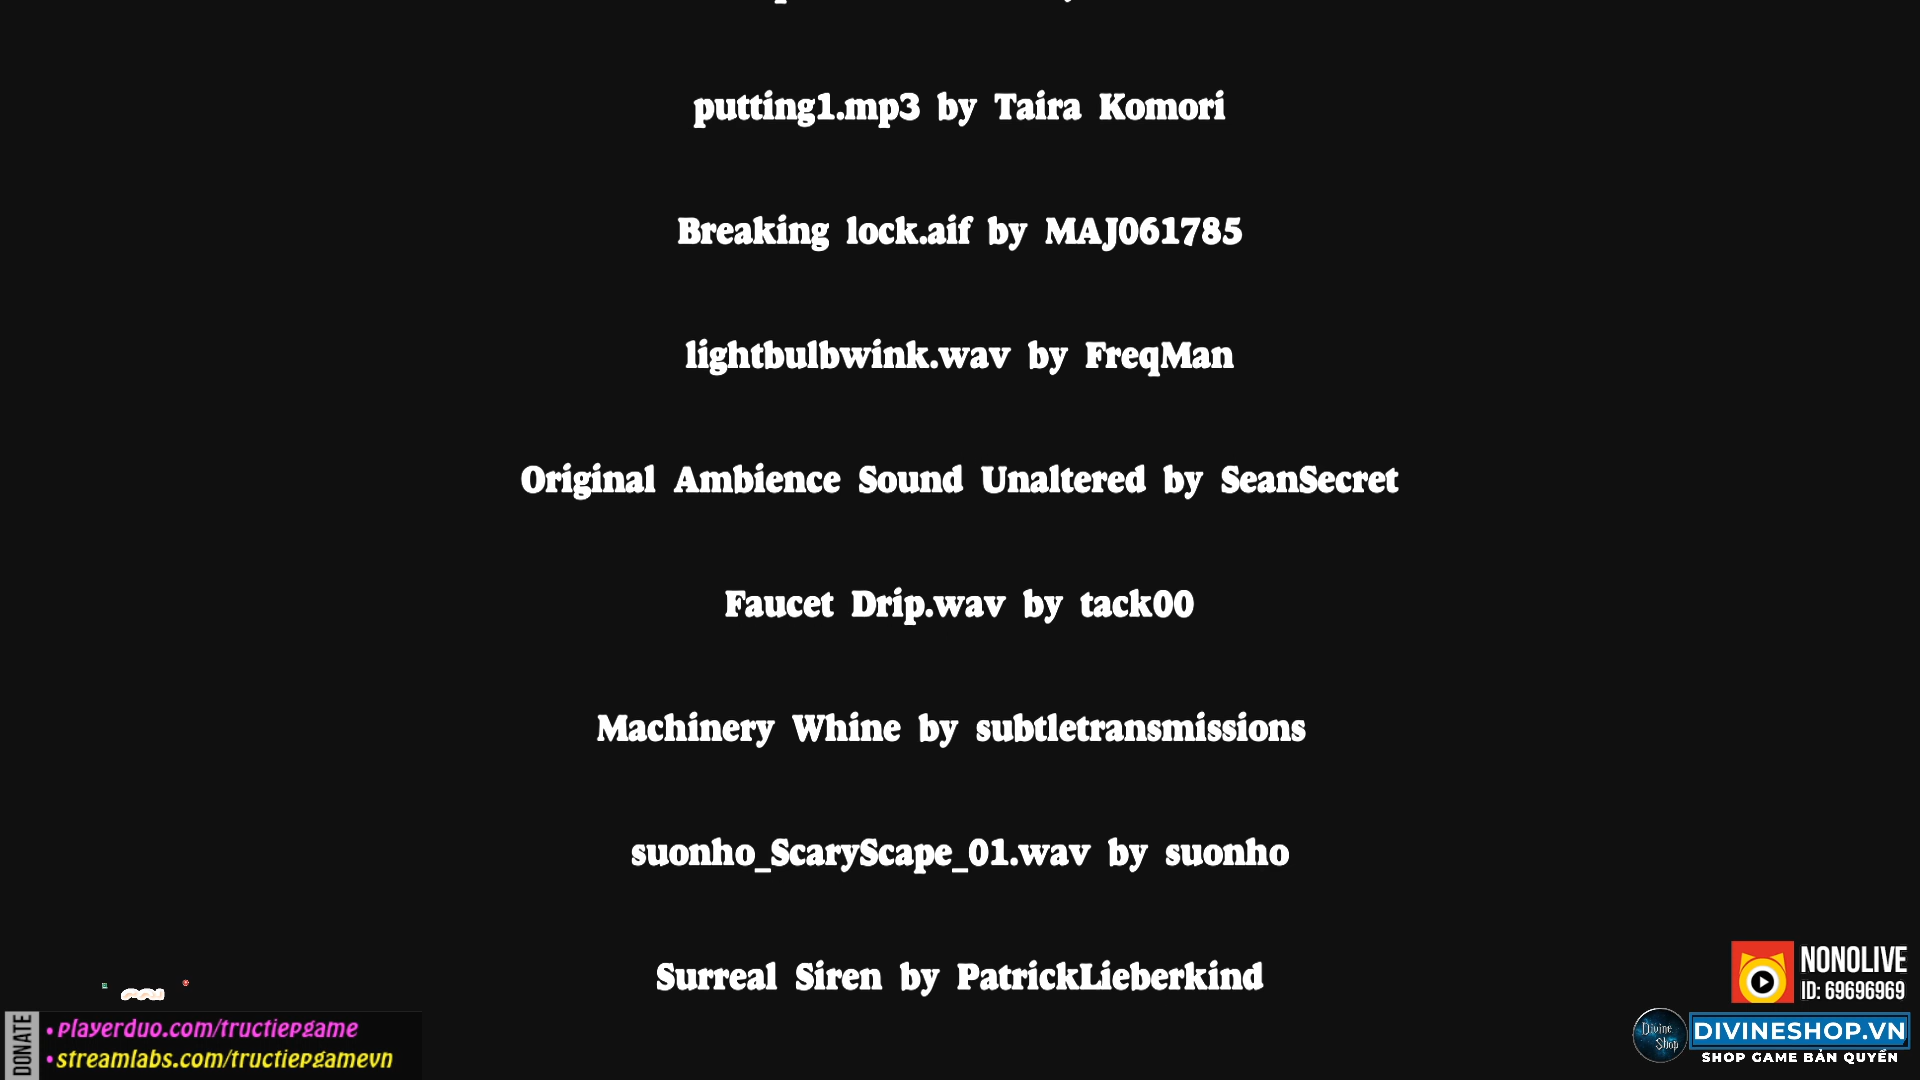 putting1.mp3 by Taira Komori
Breaking lock.aif by MAJ061785
lightbulbwink.wav by FreqMan
Original Ambience Sound Unaltered by SeanSecret
Faucet Drip.wav by tack00
Machinery Whine by subtletransmissions
suonho_ScaryScape_01.wav by suonho
Surreal Siren by PatrickLieberkind
DONATE
• playerduo.com/tructiepgame
• streamlabs.com/tructiepgamevn
NONOLIVE
ID: 69696969
Divine Shop
DIVINESHOP.VN
SHOP GAME BẢN QUYỀN